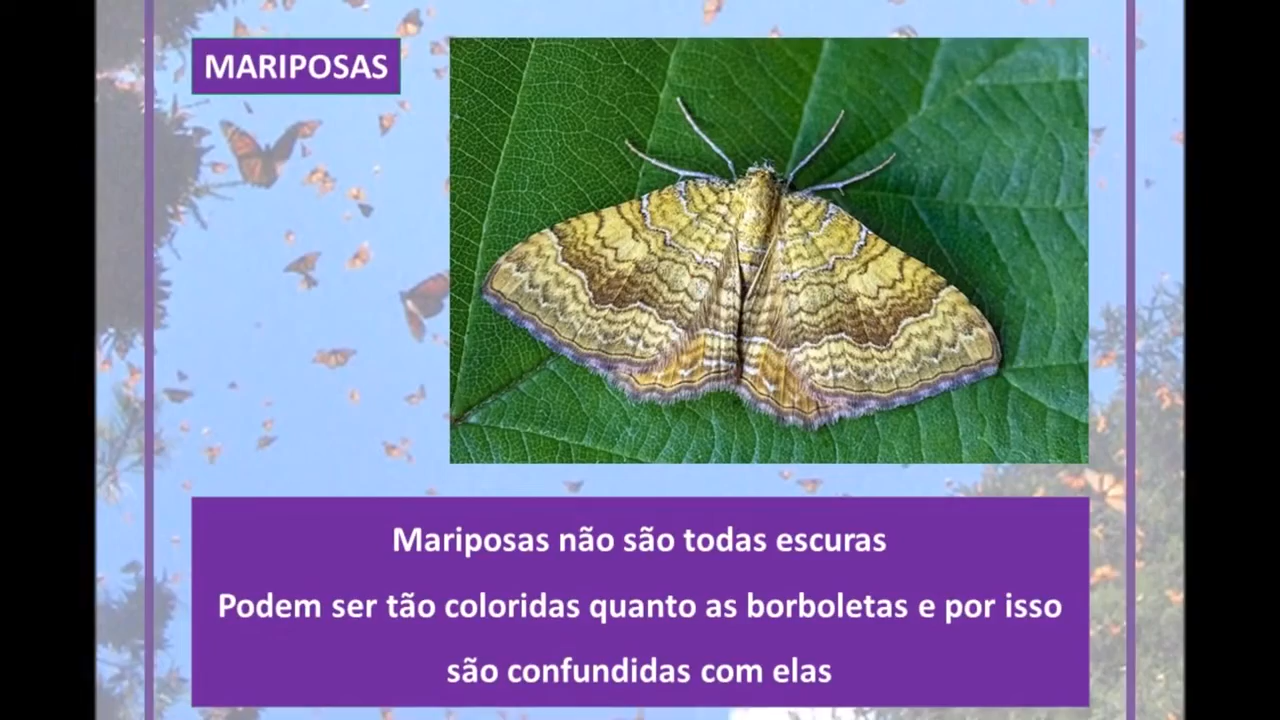 MARIPOSAS
Mariposas não são todas escuras
Podem ser tão coloridas quanto as borboletas e por isso
são confundidas com elas